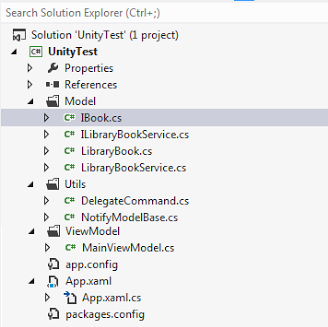 Search Solution Explorer (Ctrl+;)
Solution 'UnityTest' (1 project)
UnityTest
Properties
References
Model
IBook.cs
ILibraryBookService.cs
LibraryBook.cs
LibraryBookService.cs
Utils
DelegateCommand.cs
NotifyModelBase.cs
ViewModel
MainViewModel.cs
app.config
App.xaml
App.xaml.cs
packages.config